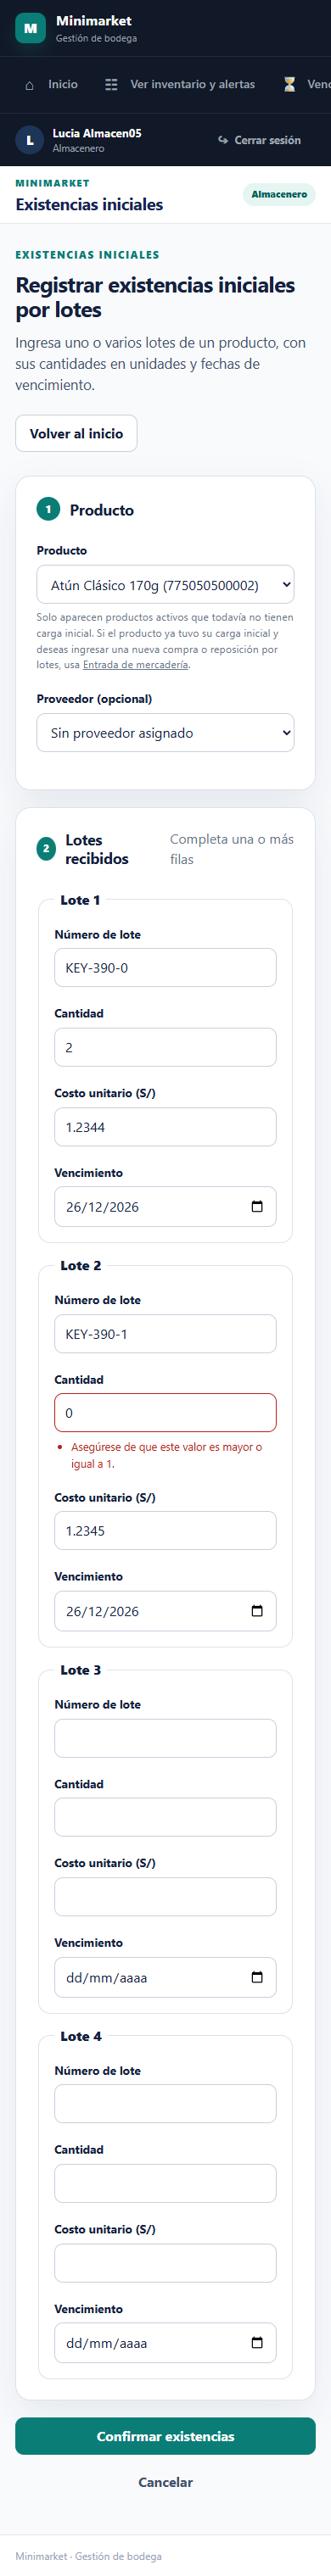 M
Minimarket
Gestión de bodega
Inicio
Ver inventario y alertas
Venc
L
Lucia Almacen05
Almacenero
Cerrar sesión
MINIMARKET
Existencias iniciales
Almacenero
EXISTENCIAS INICIALES
Registrar existencias iniciales
por lotes
Ingresa uno o varios lotes de un producto, con
sus cantidades en unidades y fechas de
vencimiento.
Volver al inicio
1 Producto
Producto
Atún Clásico 170g (775050500002)
Solo aparecen productos activos que todavía no tienen
carga inicial. Si el producto ya tuvo su carga inicial y
deseas ingresar una nueva compra o reposición por
lotes, usa Entrada de mercadería.
Proveedor (opcional)
Sin proveedor asignado
2 Lotes
recibidos
Completa una o más
filas
Lote 1
Número de lote
KEY-390-0
Cantidad
2
Costo unitario (S/)
1.2344
Vencimiento
26/12/2026
Lote 2
Número de lote
KEY-390-1
Cantidad
0
Asegúrese de que este valor es mayor o
igual a 1.
Costo unitario (S/)
1.2345
Vencimiento
26/12/2026
Lote 3
Número de lote
Cantidad
Costo unitario (S/)
Vencimiento
dd/mm/aaaa
Lote 4
Número de lote
Cantidad
Costo unitario (S/)
Vencimiento
dd/mm/aaaa
Confirmar existencias
Cancelar
Minimarket · Gestión de bodega